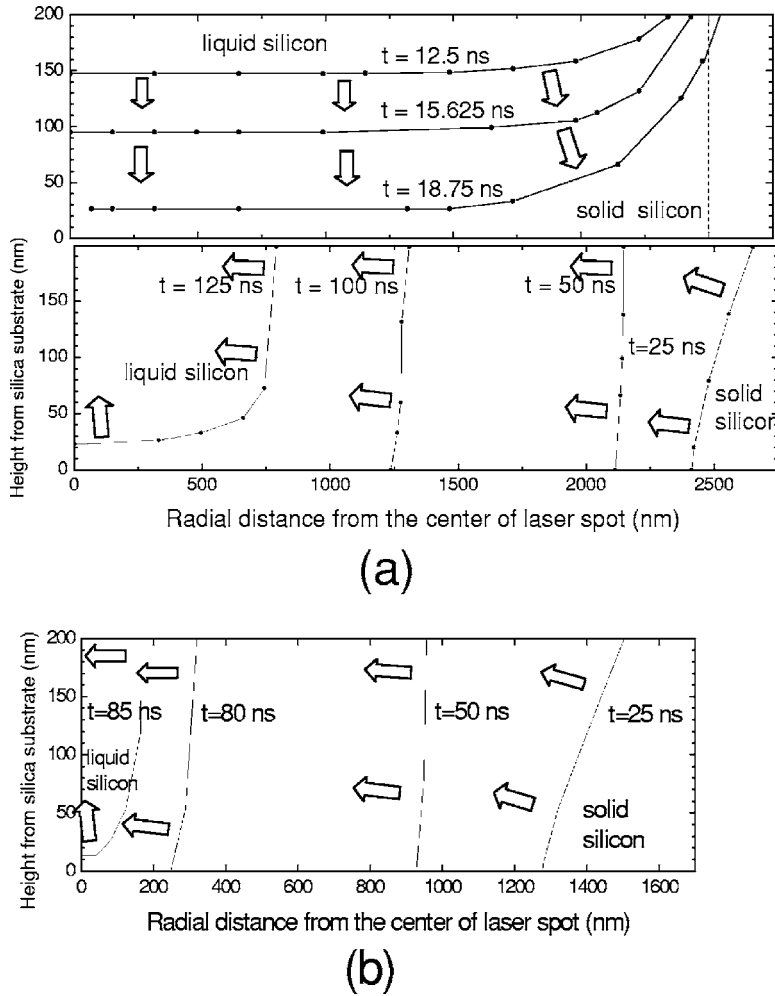 (a)
200
150
100
50
0
liquid silicon
t = 12.5 ns
t = 15.625 ns
t = 18.75 ns
solid silicon
Height from silica substrate (nm)
150
100
50
0
t = 125 ns
t = 100 ns
t = 50 ns
t=25 ns
liquid silicon
solid
silicon
0 500 1000 1500 2000 2500
Radial distance from the center of laser spot (nm)
(a)
Height from silica substrate (nm)
200
150
100
50
0
t=85 ns
t=80 ns
t=50 ns
t=25 ns
liquid
silicon
solid
silicon
0 200 400 600 800 1000 1200 1400 1600
Radial distance from the center of laser spot (nm)
(b)